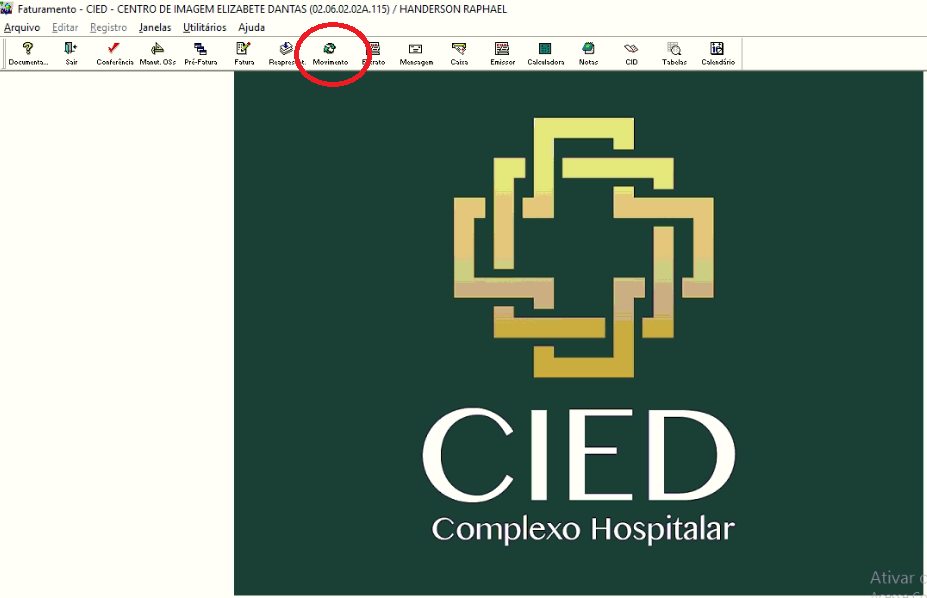 Faturamento - CIED - CENTRO DE IMAGEM ELIZABETE DANTAS (02.06.02.02A.115) / HANDERSON RAPHAEL
Arquivo Editar Registro Janelas Utilitários Ajuda
Documenta... Sair Conferência Manut. OSs Pré-Fatura Fatura Reapresent. Movimento Extrato Mensagem Caixa Emissor Calculadora Notas CID Tabelas Calendário
CIED
Complexo Hospitalar
Ativar